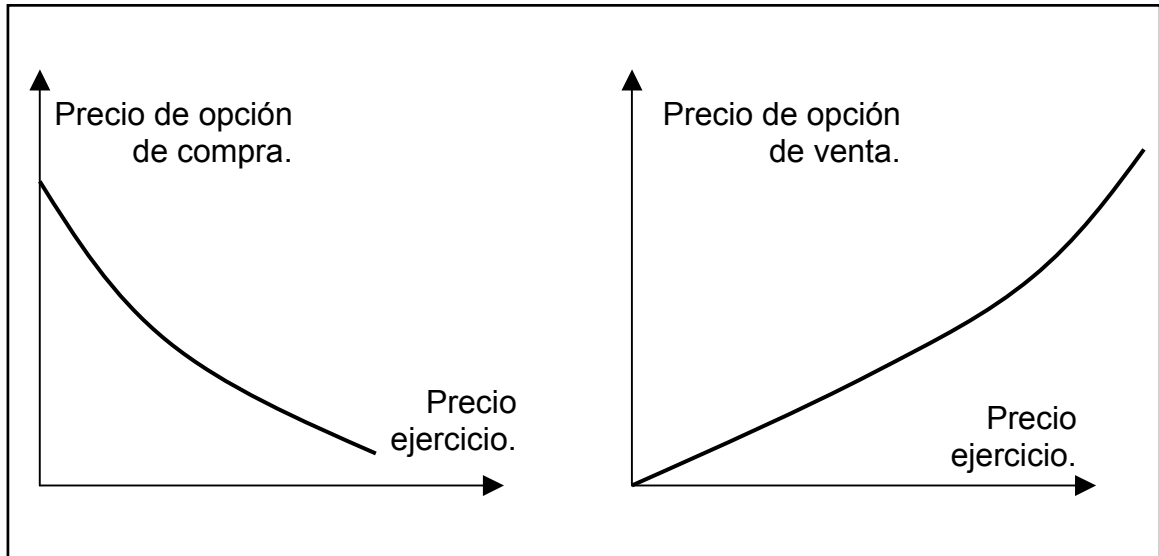 Precio de opción
de compra.
Precio
ejercicio.
Precio de opción
de venta.
Precio
ejercicio.